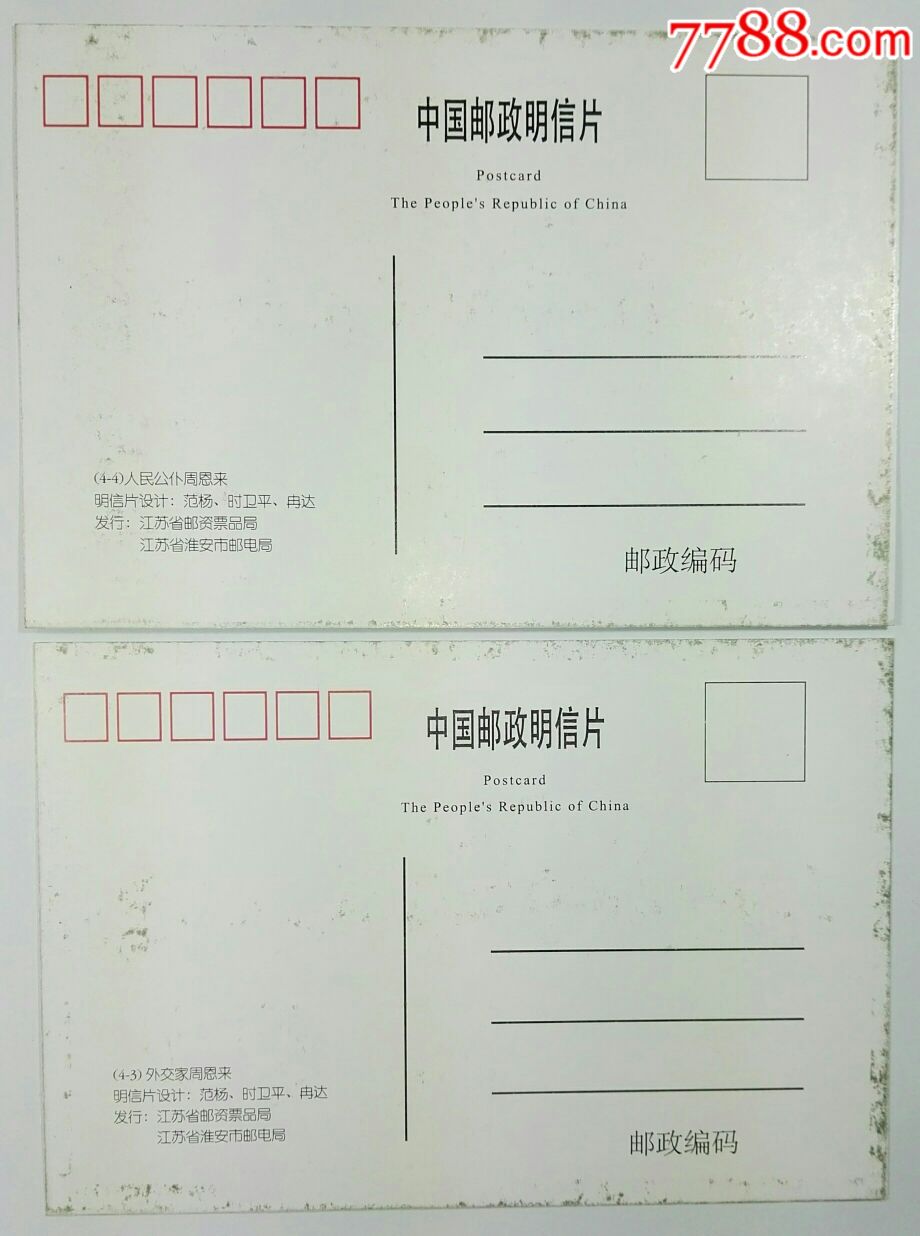 7788.com
中国邮政明信片
Postcard
The People's Republic of China
(4-4)人民公仆周恩来
明信片设计：范杨、时卫平、冉达
发行：江苏省邮资票品局
江苏省淮安市邮电局
邮政编码
中国邮政明信片
Postcard
The People's Republic of China
(4-3) 外交家周恩来
明信片设计：范杨、时卫平、冉达
发行：江苏省邮资票品局
江苏省淮安市邮电局
邮政编码